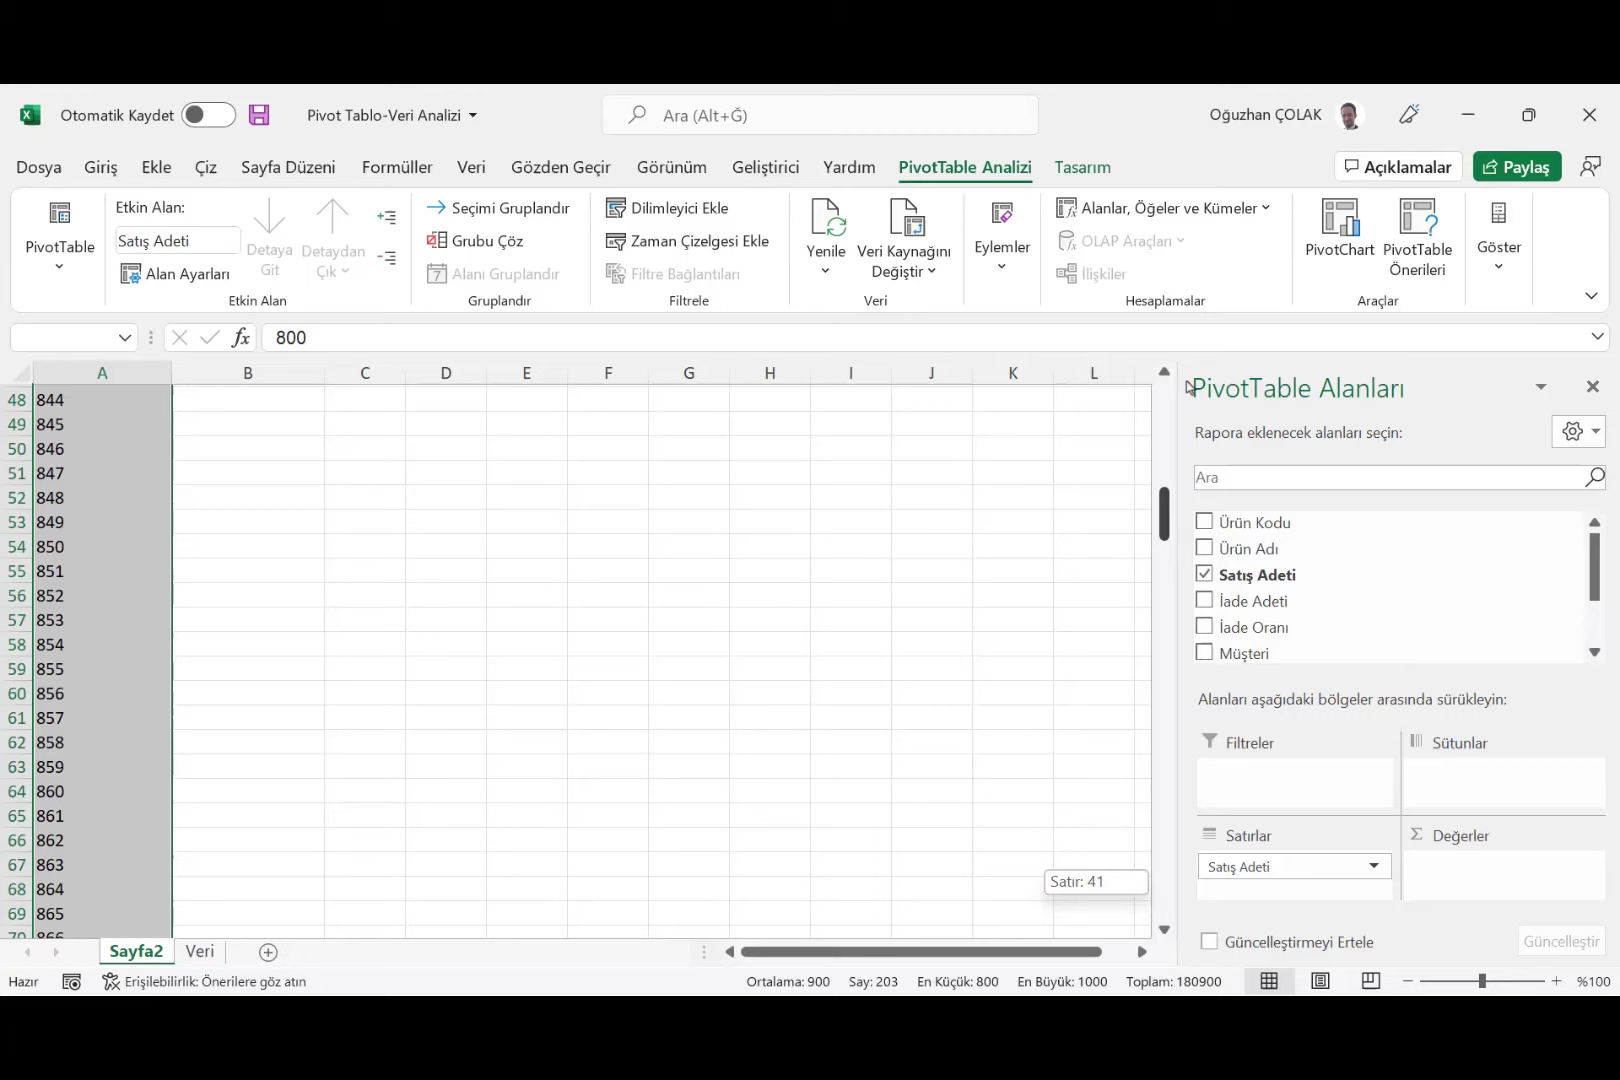 Otomatik Kaydet
Pivot Tablo-Veri Analizi
Ara (Alt+Ğ)
Oğuzhan ÇOLAK
Dosya Giriş Ekle Çiz Sayfa Düzeni Formüller Veri Gözden Geçir Görünüm Geliştirici Yardım PivotTable Analizi Tasarım
Açıklamalar
Paylaş
PivotTable
Etkin Alan:
Satış Adeti
Alan Ayarları
Detaya Git
Detaydan Çık
Etkin Alan
Seçimi Gruplandır
Grubu Çöz
Alanı Gruplandır
Gruplandır
Dilimleyici Ekle
Zaman Çizelgesi Ekle
Filtre Bağlantıları
Filtrele
Yenile
Veri Kaynağını
Değiştir
Veri
Eylemler
Alanlar, Öğeler ve Kümeler
OLAP Araçları
İlişkiler
Hesaplamalar
PivotChart
PivotTable
Önerileri
Araçlar
Göster
fx 800
A B C D E F G H I J K L
48 844
49 845
50 846
51 847
52 848
53 849
54 850
55 851
56 852
57 853
58 854
59 855
60 856
61 857
62 858
63 859
64 860
65 861
66 862
67 863
68 864
69 865
70 866
Satır: 41
PivotTable Alanları
Rapora eklenecek alanları seçin:
Ara
Ürün Kodu
Ürün Adı
Satış Adeti
İade Adeti
İade Oranı
Müşteri
Alanları aşağıdaki bölgeler arasında sürükleyin:
Filtreler
Sütunlar
Satırlar
Σ Değerler
Satış Adeti
Güncelleştirmeyi Ertele
Güncelleştir
Sayfa2 Veri
Hazır
Erişilebilirlik: Önerilere göz atın
Ortalama: 900 Say: 203 En Küçük: 800 En Büyük: 1000 Toplam: 180900
%100